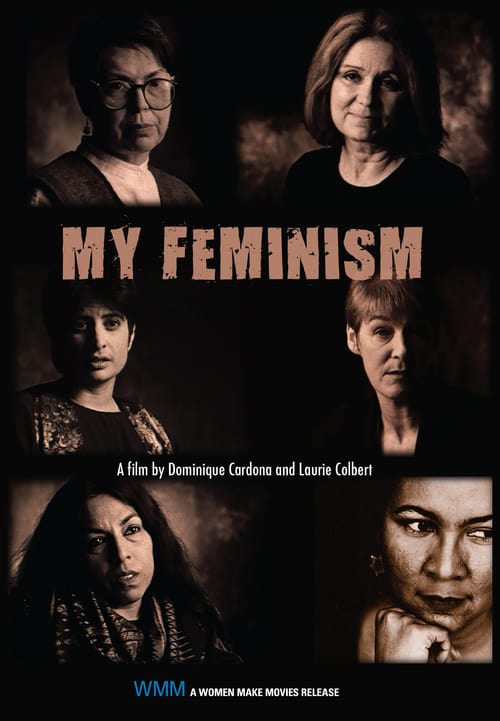 MY FEMINISM
A film by Dominique Cardona and Laurie Colbert
WMM A WOMEN MAKE MOVIES RELEASE